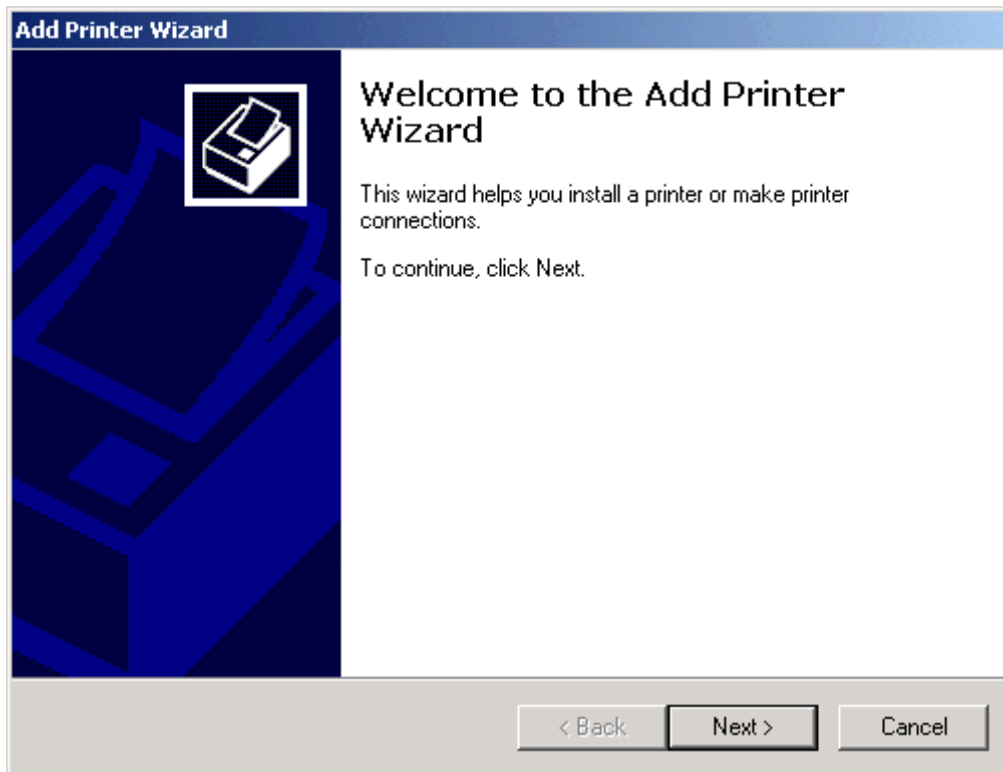 Add Printer Wizard
Welcome to the Add Printer
Wizard
This wizard helps you install a printer or make printer
connections.
To continue, click Next.
< Back
Next >
Cancel